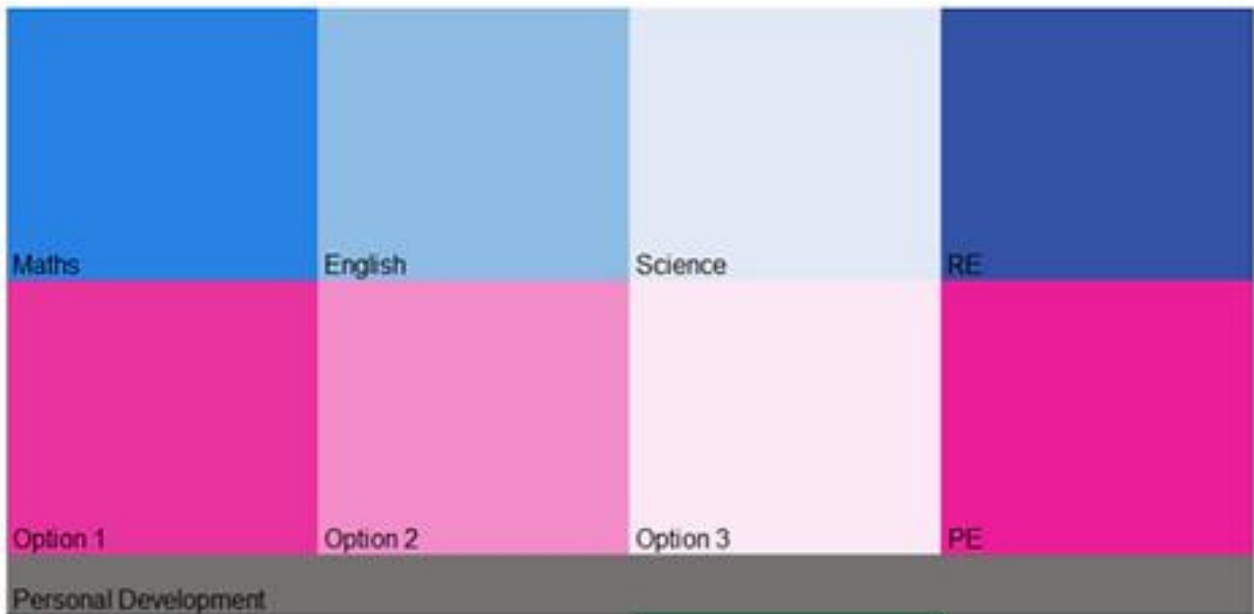 Maths English Science RE
Option 1 Option 2 Option 3 PE
Personal Development